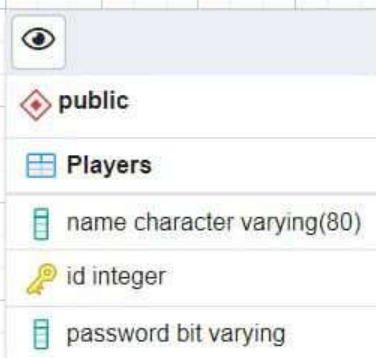 public
Players
name character varying(80)
id integer
password bit varying